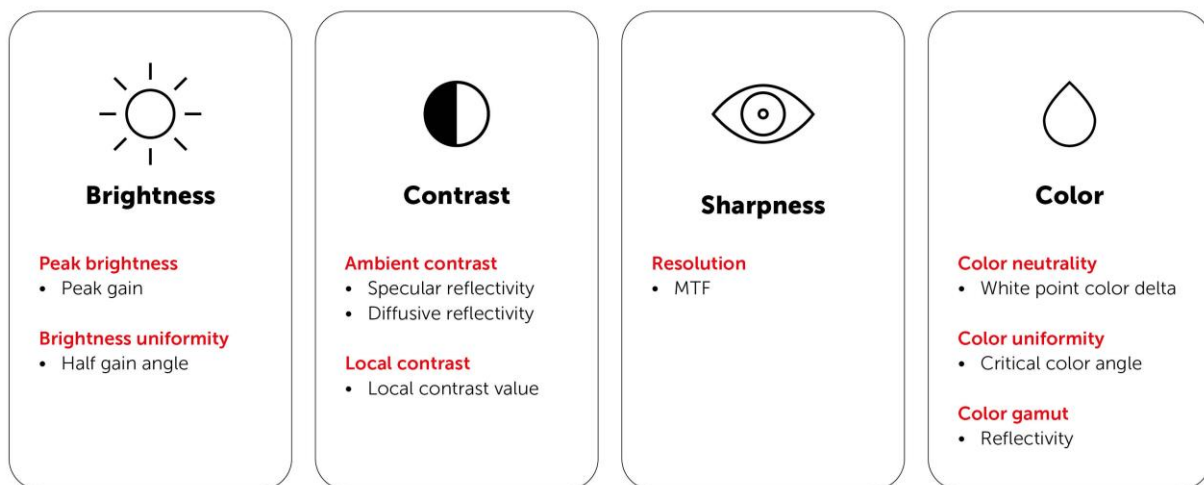 Brightness
Peak brightness
• Peak gain
Brightness uniformity
• Half gain angle
Contrast
Ambient contrast
• Specular reflectivity
• Diffusive reflectivity
Local contrast
• Local contrast value
Sharpness
Resolution
• MTF
Color
Color neutrality
• White point color delta
Color uniformity
• Critical color angle
Color gamut
• Reflectivity